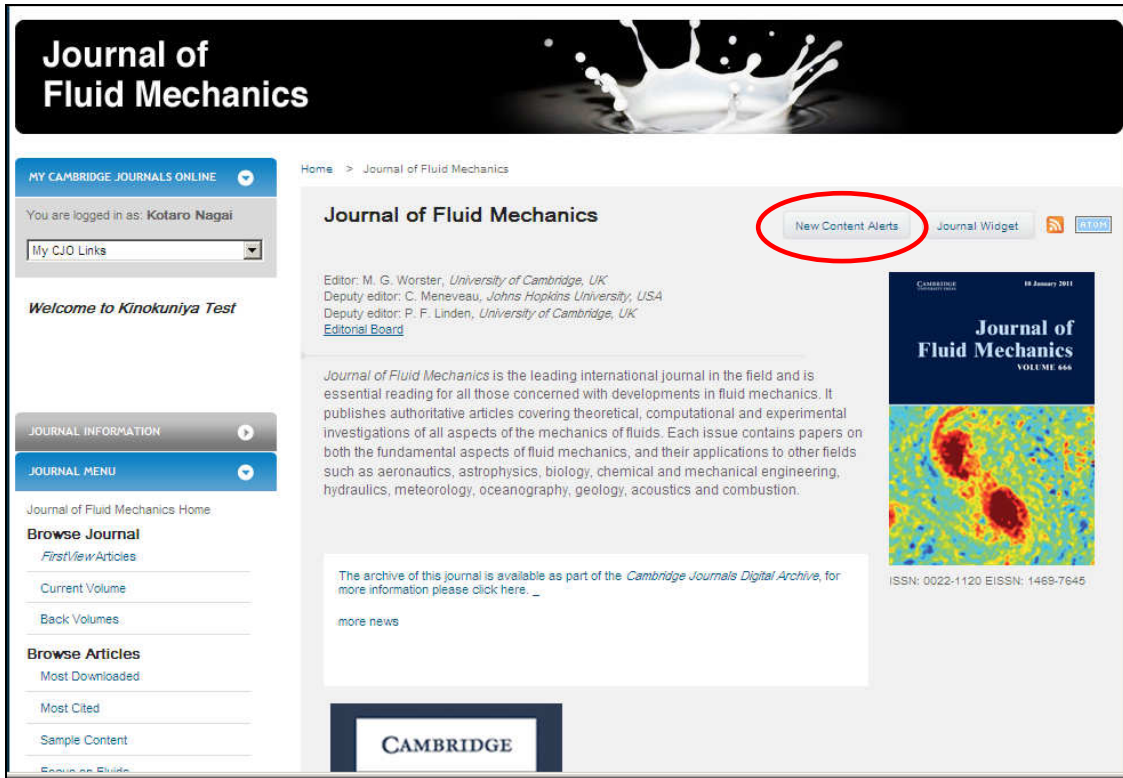 Journal of
Fluid Mechanics
MY CAMBRIDGE JOURNALS ONLINE
You are logged in as: Kotaro Nagai
My CJO Links
Welcome to Kinokuniya Test
JOURNAL INFORMATION
JOURNAL MENU
Journal of Fluid Mechanics Home
Browse Journal
FirstView Articles
Current Volume
Back Volumes
Browse Articles
Most Downloaded
Most Cited
Sample Content
Focus on Fluids
Home > Journal of Fluid Mechanics
Journal of Fluid Mechanics
New Content Alerts
Journal Widget
ATOM
Editor: M. G. Worster, University of Cambridge, UK
Deputy editor: C. Meneveau, Johns Hopkins University, USA
Deputy editor: P. F. Linden, University of Cambridge, UK
Editorial Board
Journal of Fluid Mechanics is the leading international journal in the field and is
essential reading for all those concerned with developments in fluid mechanics. It
publishes authoritative articles covering theoretical, computational and experimental
investigations of all aspects of the mechanics of fluids. Each issue contains papers on
both the fundamental aspects of fluid mechanics, and their applications to other fields
such as aeronautics, astrophysics, biology, chemical and mechanical engineering,
hydraulics, meteorology, oceanography, geology, acoustics and combustion.
The archive of this journal is available as part of the Cambridge Journals Digital Archive, for
more information please click here. _
more news
CAMBRIDGE
CAMBRIDGE
UNIVERSITY PRESS
10 January 2011
Journal of
Fluid Mechanics
VOLUME 666
ISSN: 0022-1120 EISSN: 1469-7645